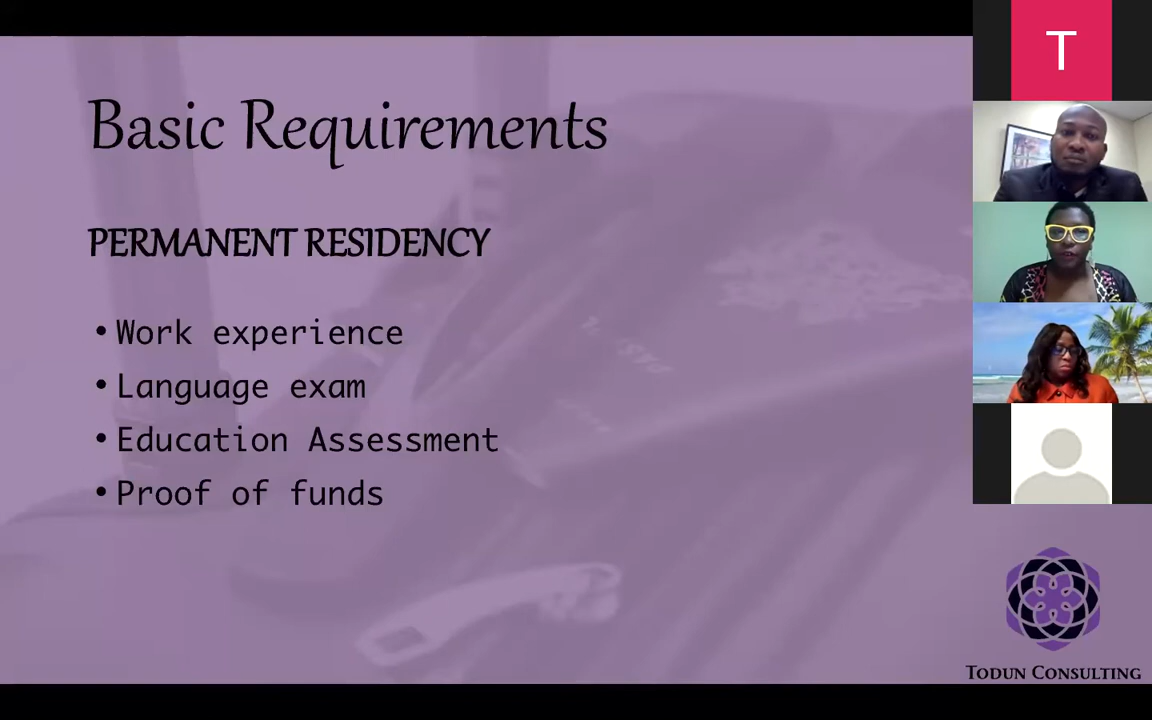 Basic Requirements
PERMANENT RESIDENCY
• Work experience
• Language exam
• Education Assessment
• Proof of funds
T
TODUN CONSULTING